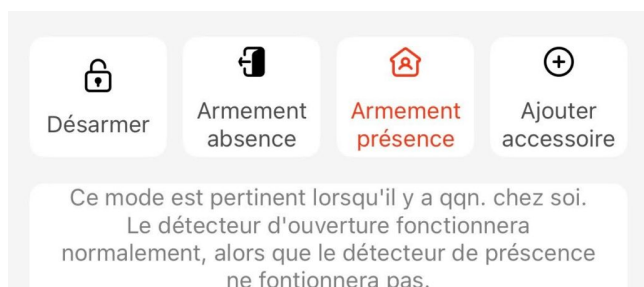 Désarmer
Armement
absence
Armement
présence
Ajouter
accessoire
Ce mode est pertinent lorsqu'il y a qqn. chez soi.
Le détecteur d'ouverture fonctionnera
normalement, alors que le détecteur de préscence
ne fontionnera pas.